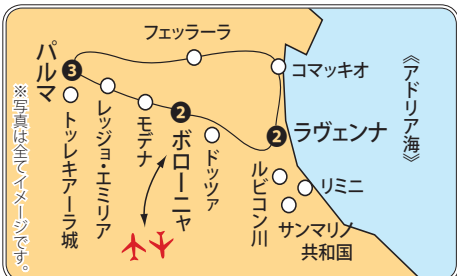 フェッラーラ
コマッキオ
《アドリア海》
パルマ
3
トッレキアーラ城
レッジョ・エミリア
モデナ
2
ボローニャ
ドッツァ
2
ラヴェンナ
ルビコン川
リミニ
サンマリノ
共和国
※写真は全てイメージです。